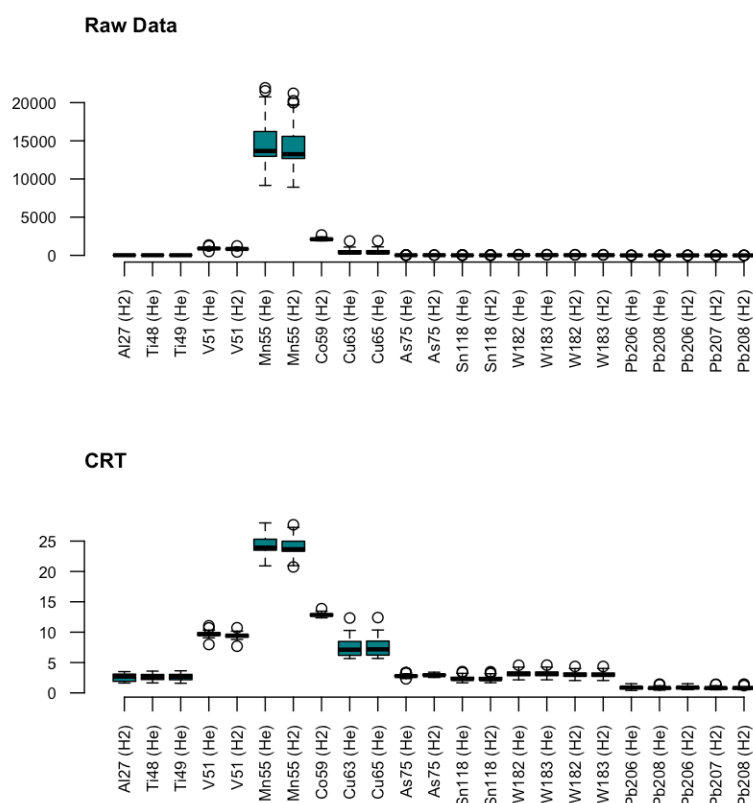 Raw Data
20000
15000
10000
5000
0
Al27 (H2)
Ti48 (He)
Ti49 (He)
V51 (He)
V51 (H2)
Mn55 (He)
Mn55 (H2)
Co59 (H2)
Cu63 (He)
Cu65 (He)
As75 (He)
As75 (H2)
Sn118 (He)
Sn118 (H2)
W182 (He)
W183 (He)
W182 (H2)
W183 (H2)
Pb206 (He)
Pb208 (He)
Pb206 (H2)
Pb207 (H2)
Pb208 (H2)
CRT
25
20
15
10
5
0
Al27 (H2)
Ti48 (He)
Ti49 (He)
V51 (He)
V51 (H2)
Mn55 (He)
Mn55 (H2)
Co59 (H2)
Cu63 (He)
Cu65 (He)
As75 (He)
As75 (H2)
Sn118 (He)
Sn118 (H2)
W182 (He)
W183 (He)
W182 (H2)
W183 (H2)
Pb206 (He)
Pb208 (He)
Pb206 (H2)
Pb207 (H2)
Pb208 (H2)